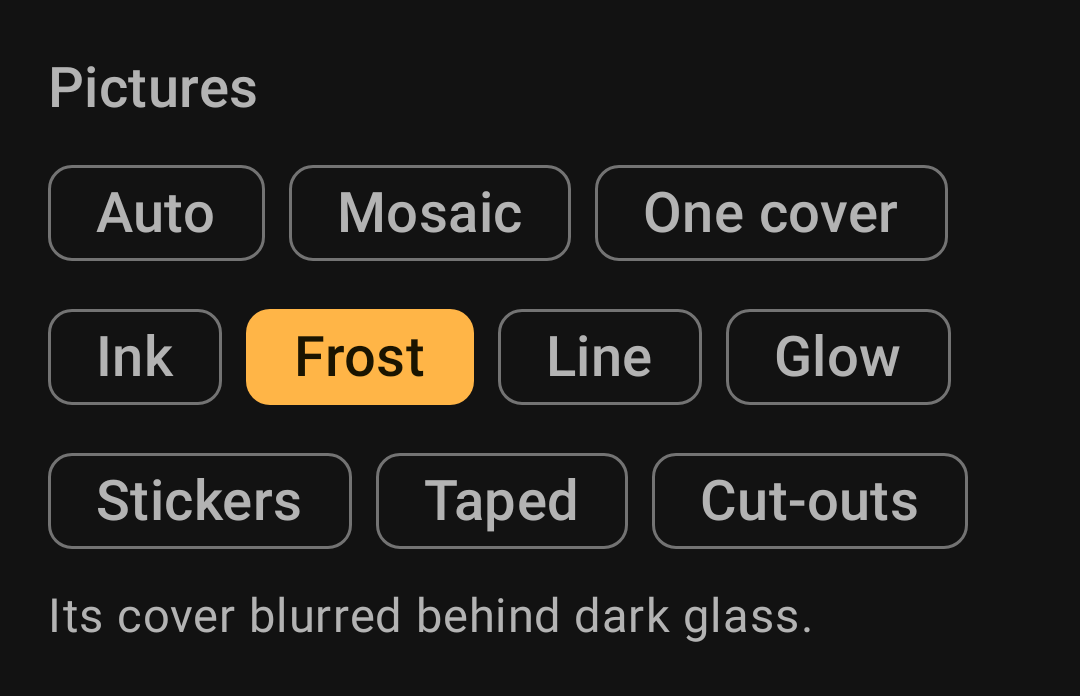 Pictures
Auto Mosaic One cover
Ink Frost Line Glow
Stickers Taped Cut-outs
Its cover blurred behind dark glass.